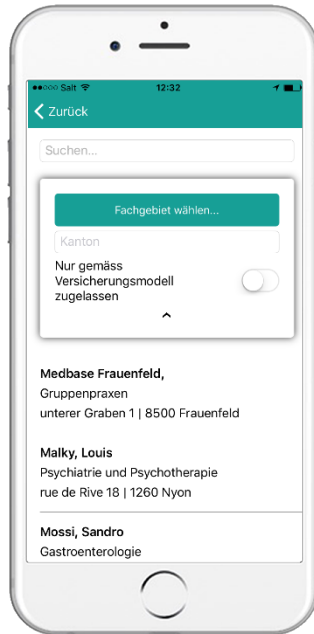 Salt 12:32
Zurück
Suchen...
Fachgebiet wählen...
Kanton
Nur gemäss
Versicherungsmodell
zugelassen
Medbase Frauenfeld,
Gruppenpraxen
unterer Graben 1 | 8500 Frauenfeld
Malky, Louis
Psychiatrie und Psychotherapie
rue de Rive 18 | 1260 Nyon
Mossi, Sandro
Gastroenterologie